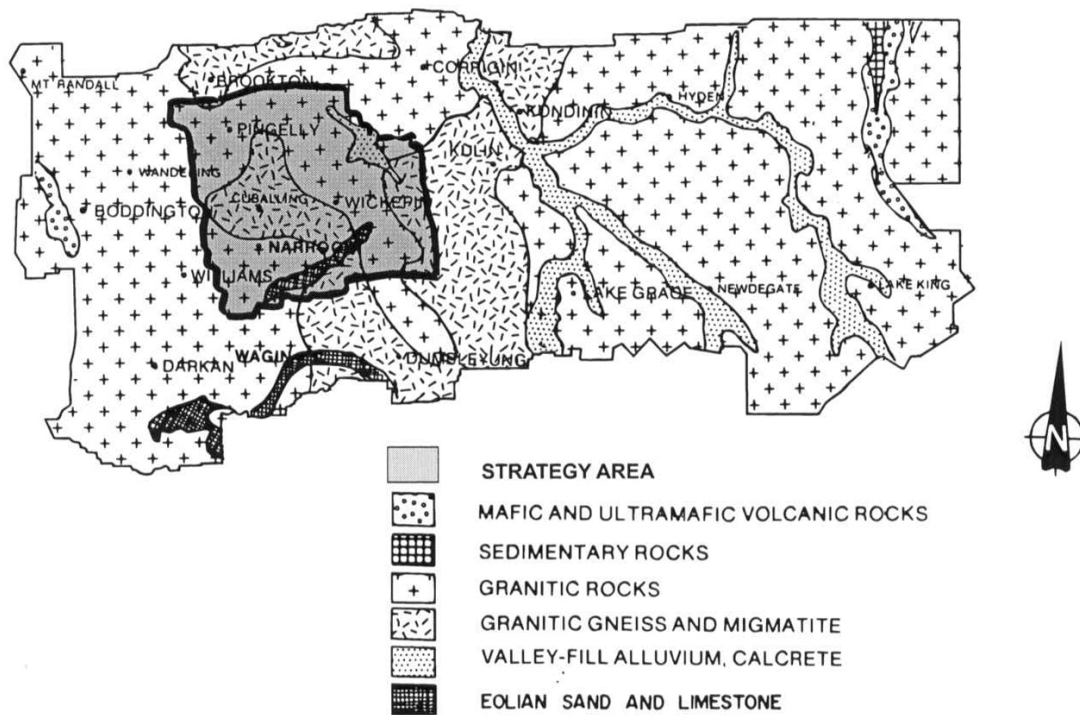 CORRIGINI
MT RANDALL
BROOKTON
HYDEN
KONDININ
PINGELLY
KULIN
WANDERING
CUBALLING
WICKEPIN
BODDINGTON
NARROGIN
WILLIAMS
LAKE GRACE
NEWDEGATE
LAKE KING
WAGIN
DUMBLEYUNG
DARKAN
N
STRATEGY AREA
MAFIC AND ULTRAMAFIC VOLCANIC ROCKS
SEDIMENTARY ROCKS
GRANITIC ROCKS
GRANITIC GNEISS AND MIGMATITE
VALLEY-FILL ALLUVIUM, CALCRETE
EOLIAN SAND AND LIMESTONE